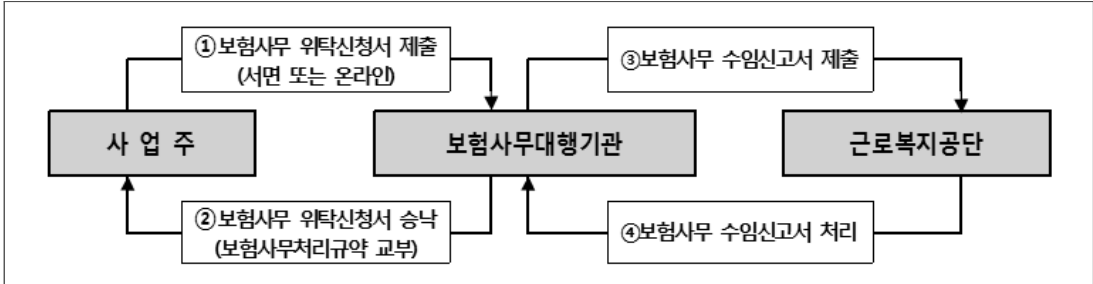 ①보험사무 위탁신청서 제출
(서면 또는 온라인)
③보험사무 수임신고서 제출
사 업 주
보험사무대행기관
근로복지공단
②보험사무 위탁신청서 승낙
(보험사무처리규약 교부)
④보험사무 수임신고서 처리